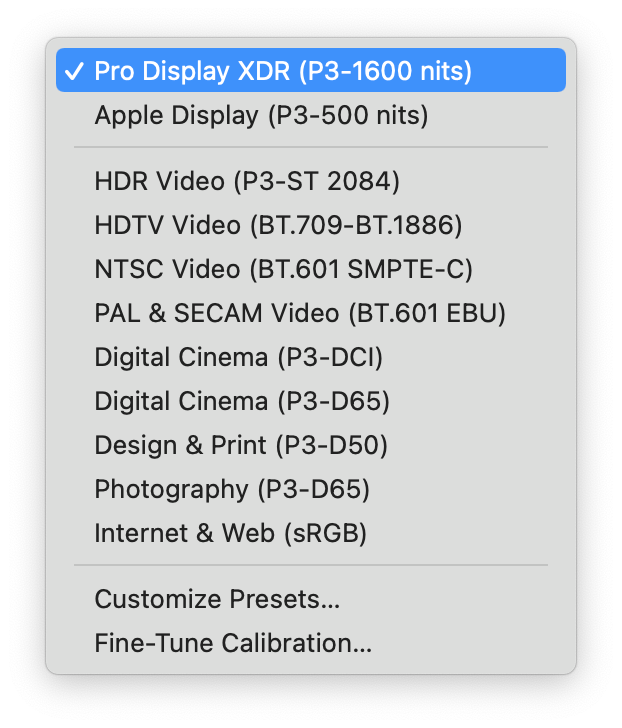 ✓ Pro Display XDR (P3-1600 nits)
Apple Display (P3-500 nits)
HDR Video (P3-ST 2084)
HDTV Video (BT.709-BT.1886)
NTSC Video (BT.601 SMPTE-C)
PAL & SECAM Video (BT.601 EBU)
Digital Cinema (P3-DCI)
Digital Cinema (P3-D65)
Design & Print (P3-D50)
Photography (P3-D65)
Internet & Web (sRGB)
Customize Presets...
Fine-Tune Calibration...